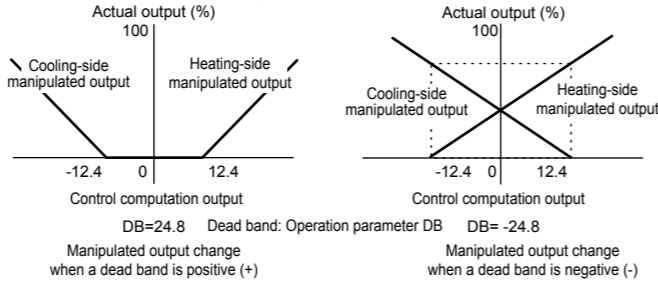 Actual output (%)
100
Cooling-side
manipulated output
Heating-side
manipulated output
-12.4 0 12.4
Control computation output
Actual output (%)
100
Cooling-side
manipulated output
Heating-side
manipulated output
-12.4 0 12.4
Control computation output
DB=24.8 Dead band: Operation parameter DB DB= -24.8
Manipulated output change
when a dead band is positive (+)
Manipulated output change
when a dead band is negative (-)